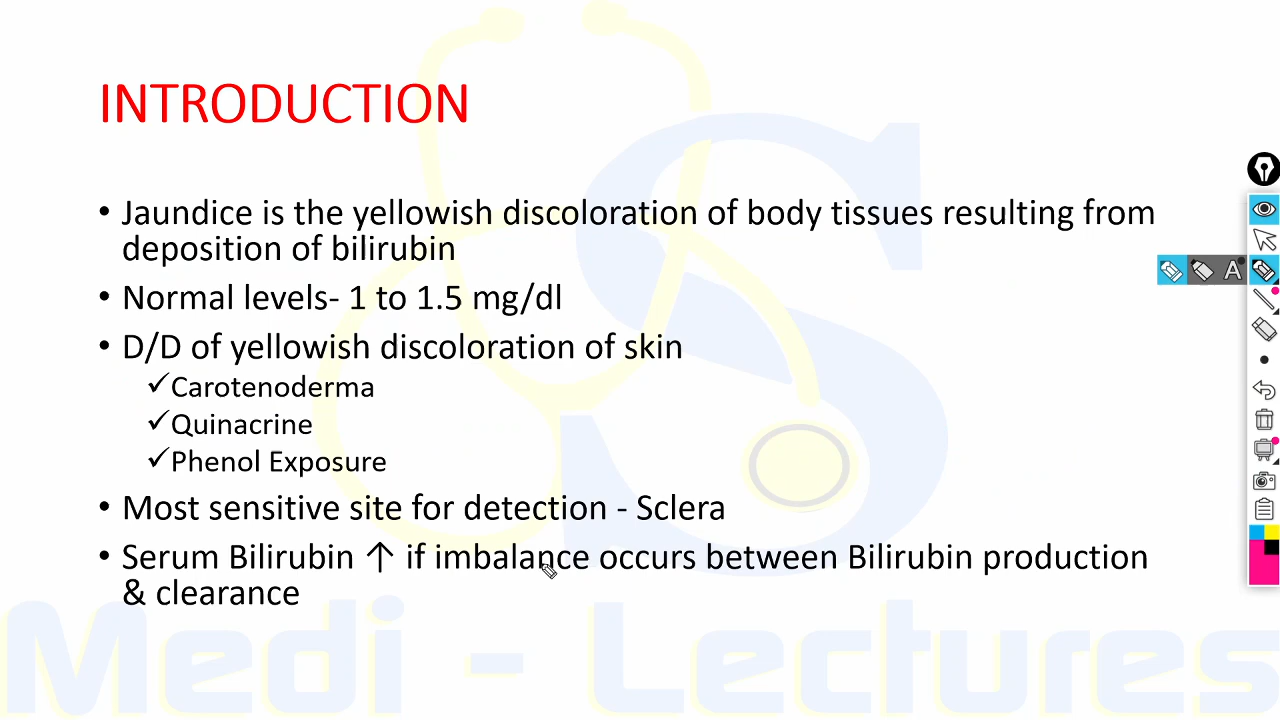 INTRODUCTION
• Jaundice is the yellowish discoloration of body tissues resulting from
deposition of bilirubin
• Normal levels- 1 to 1.5 mg/dl
• D/D of yellowish discoloration of skin
✓Carotenoderma
✓Quinacrine
✓Phenol Exposure
• Most sensitive site for detection - Sclera
• Serum Bilirubin ↑ if imbalance occurs between Bilirubin production
& clearance
Medi - Lectures
S
A